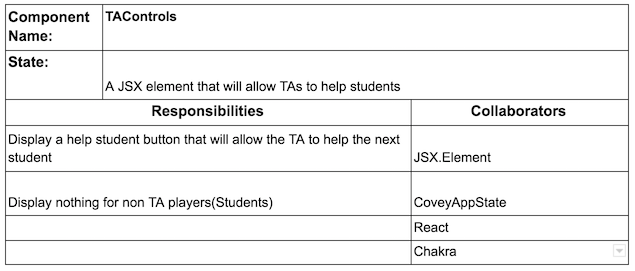 Component TAControls
Name:
State:
A JSX element that will allow TAs to help students
Responsibilities Collaborators
Display a help student button that will allow the TA to help the next
student JSX.Element
Display nothing for non TA players(Students) CoveyAppState
React
Chakra